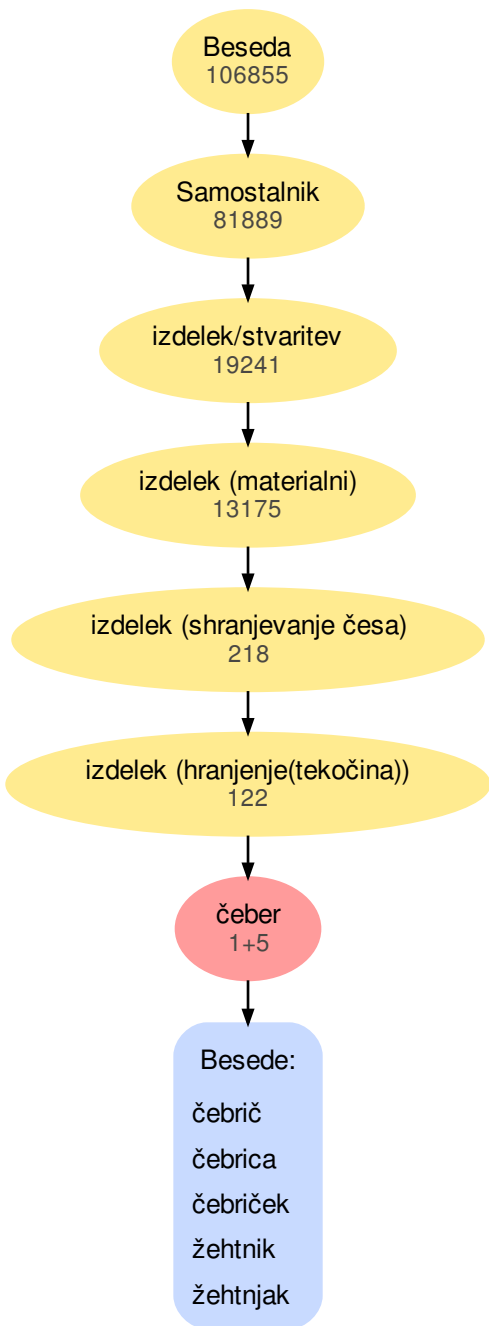 Beseda
106855
Samostalnik
81889
izdelek/stvaritev
19241
izdelek (materialni)
13175
izdelek (shranjevanje česa)
218
izdelek (hranjenje(tekočina))
122
čeber
1+5
Besede:
čebrič
čebrica
čebriček
žehtnik
žehtnjak